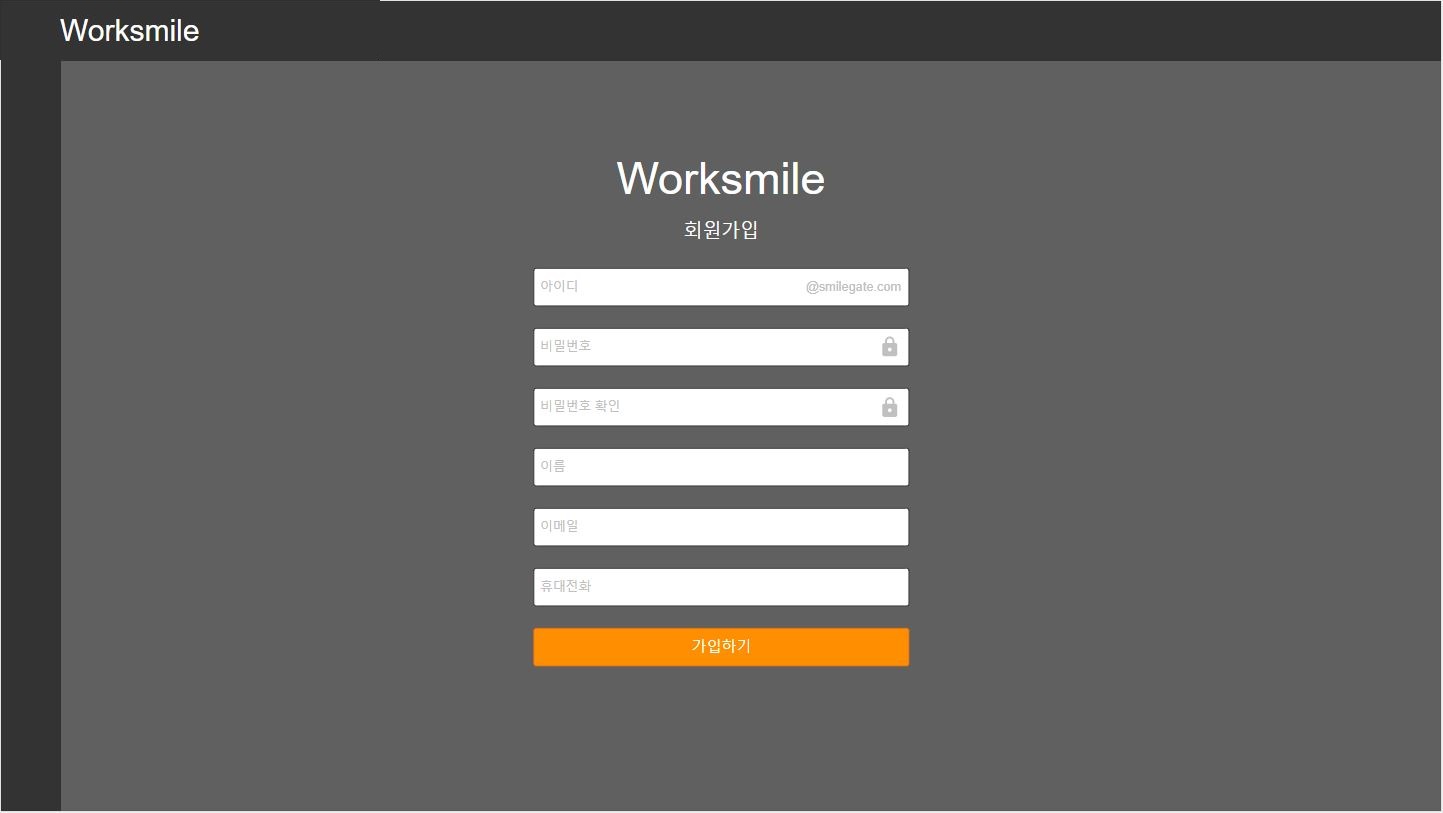 Worksmile
Worksmile
회원가입
아이디 @smilegate.com
비밀번호
비밀번호 확인
이름
이메일
휴대전화
가입하기